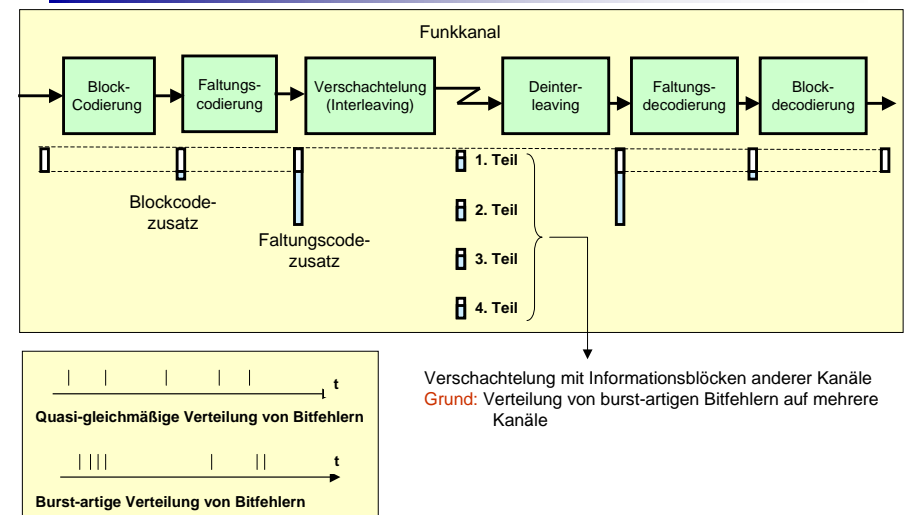 Funkkanal
Block-
Codierung
Faltungs-
codierung
Verschachtelung
(Interleaving)
Deinter-
leaving
Faltungs-
decodierung
Block-
decodierung
Blockcode-
zusatz
Faltungscode-
zusatz
1. Teil
2. Teil
3. Teil
4. Teil
Verschachtelung mit Informationsblöcken anderer Kanäle
Grund: Verteilung von burst-artigen Bitfehlern auf mehrere
Kanäle
t
Quasi-gleichmäßige Verteilung von Bitfehlern
t
Burst-artige Verteilung von Bitfehlern